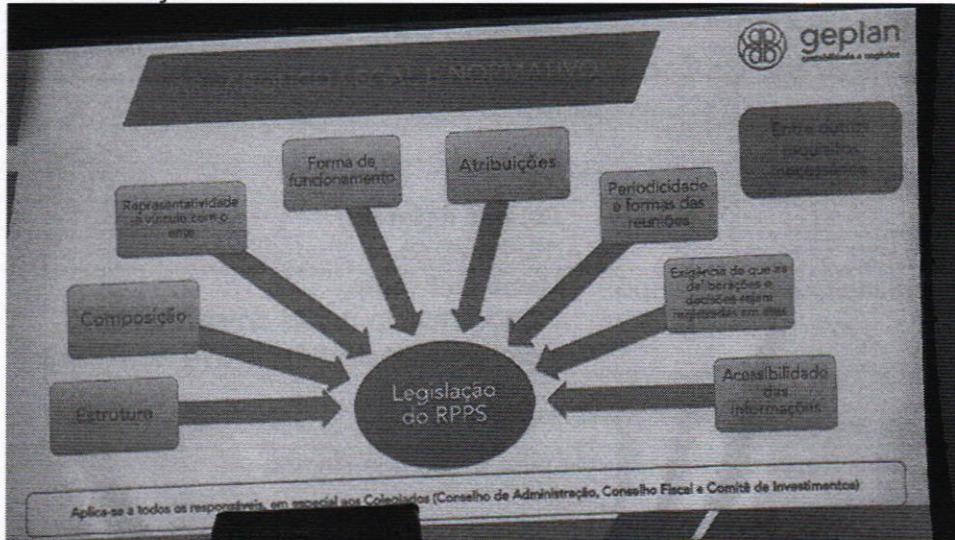 geplan
contabilidade e negócios
LEGAL E NORMATIVO
Entre outros
requisitos
necessários
Forma de
funcionamento
Atribuições
Representatividade
e vínculo com o
ente
Periodicidade
e formas das
reuniões
Composição
Exigência de que as
deliberações e
decisões sejam
registradas em atas
Estrutura
Legislação
do RPPS
Acessibilidade
das
informações
Aplica-se a todos os responsáveis, em especial aos Colegiados (Conselho de Administração, Conselho Fiscal e Comitê de Investimentos)